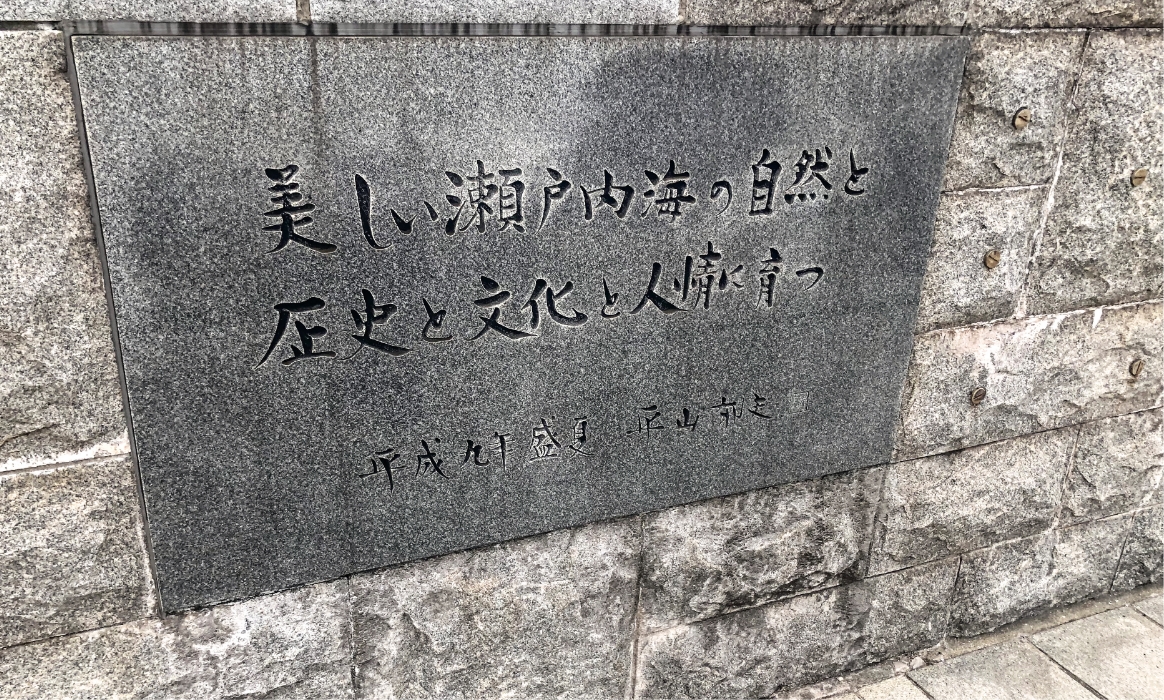 美しい瀬戸内海の自然と
歴史と文化と人情に育つ
平成九年盛夏 平山郁夫